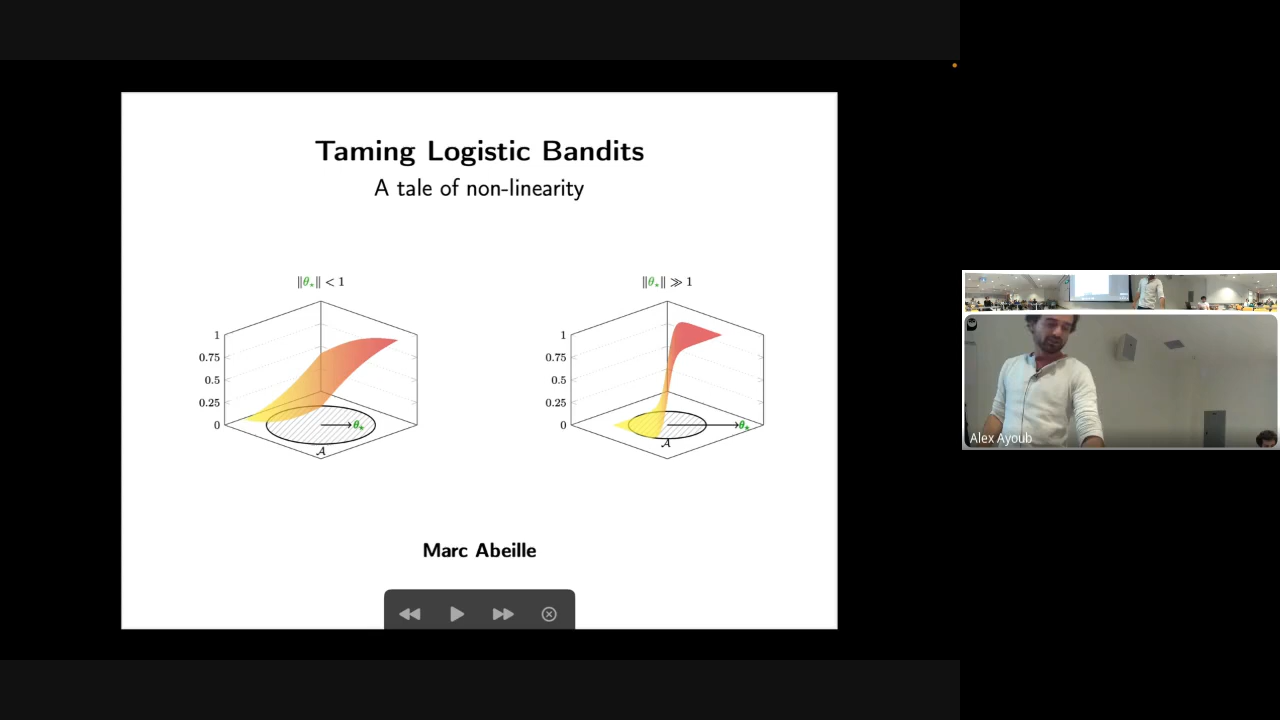 Taming Logistic Bandits
A tale of non-linearity
‖θ⋆‖ < 1
1
0.75
0.5
0.25
0
θ⋆
𝒜
‖θ⋆‖ ≫ 1
1
0.75
0.5
0.25
0
θ⋆
𝒜
Marc Abeille
Alex Ayoub